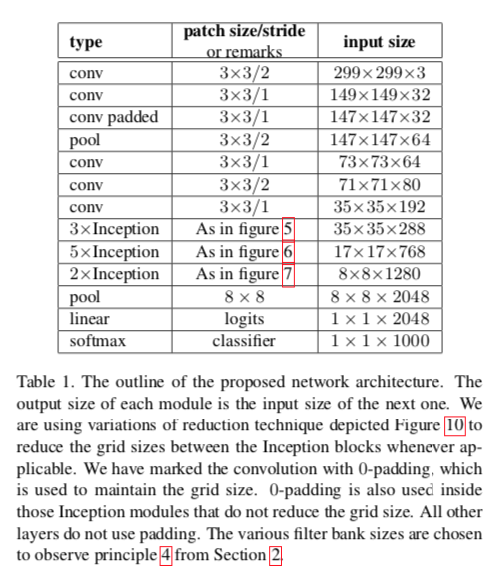 type patch size/stride or remarks input size
conv 3×3/2 299×299×3
conv 3×3/1 149×149×32
conv padded 3×3/1 147×147×32
pool 3×3/2 147×147×64
conv 3×3/1 73×73×64
conv 3×3/2 71×71×80
conv 3×3/1 35×35×192
3×Inception As in figure 5 35×35×288
5×Inception As in figure 6 17×17×768
2×Inception As in figure 7 8×8×1280
pool 8 × 8 8 × 8 × 2048
linear logits 1 × 1 × 2048
softmax classifier 1 × 1 × 1000
Table 1. The outline of the proposed network architecture. The
output size of each module is the input size of the next one. We
are using variations of reduction technique depicted Figure 10 to
reduce the grid sizes between the Inception blocks whenever ap-
plicable. We have marked the convolution with 0-padding, which
is used to maintain the grid size. 0-padding is also used inside
those Inception modules that do not reduce the grid size. All other
layers do not use padding. The various filter bank sizes are chosen
to observe principle 4 from Section 2.